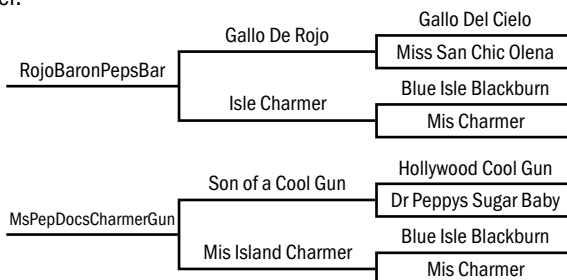 er.
Gallo Del Cielo
Gallo De Rojo
Miss San Chic Olena
RojoBaronPepsBar
Blue Isle Blackburn
Isle Charmer
Mis Charmer
Hollywood Cool Gun
Son of a Cool Gun
Dr Peppys Sugar Baby
MsPepDocsCharmerGun
Blue Isle Blackburn
Mis Island Charmer
Mis Charmer